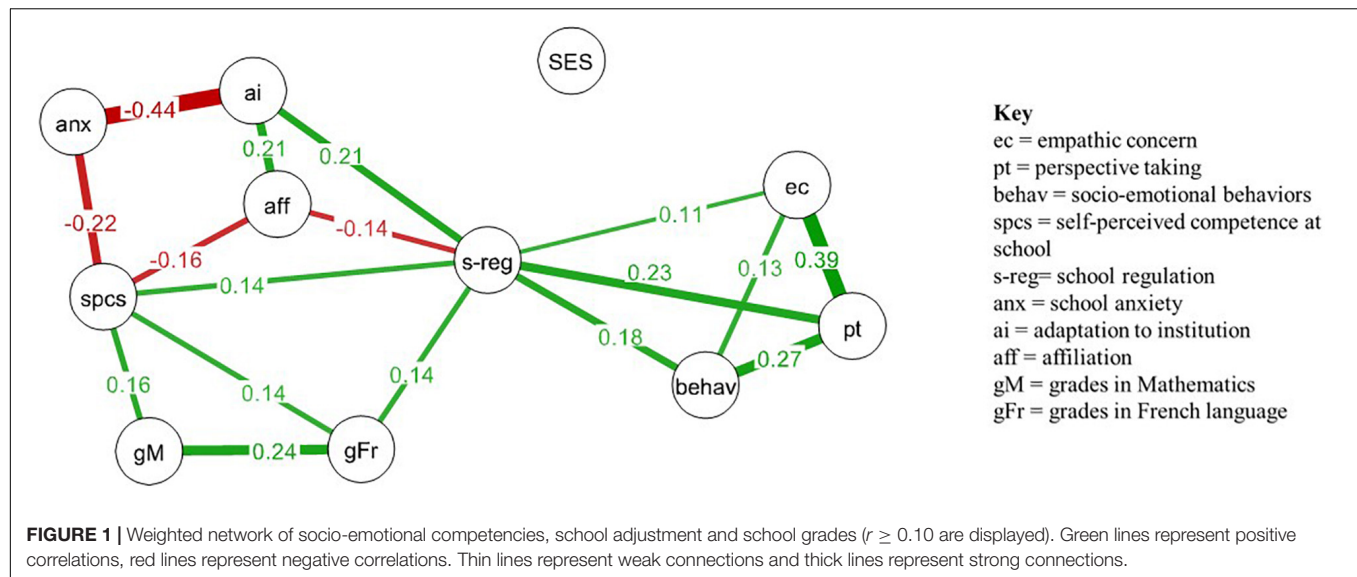 SES
ai
anx
-0.44
0.21
0.21
ec
aff
-0.22
-0.14
0.11
-0.16
s-reg
0.13
0.39
0.23
spcs
0.14
pt
0.18
0.27
behav
0.16
0.14
0.14
gM
0.24
gFr
Key
ec = empathic concern
pt = perspective taking
behav = socio-emotional behaviors
spcs = self-perceived competence at
school
s-reg= school regulation
anx = school anxiety
ai = adaptation to institution
aff = affiliation
gM = grades in Mathematics
gFr = grades in French language
FIGURE 1 | Weighted network of socio-emotional competencies, school adjustment and school grades (r ≥ 0.10 are displayed). Green lines represent positive
correlations, red lines represent negative correlations. Thin lines represent weak connections and thick lines represent strong connections.